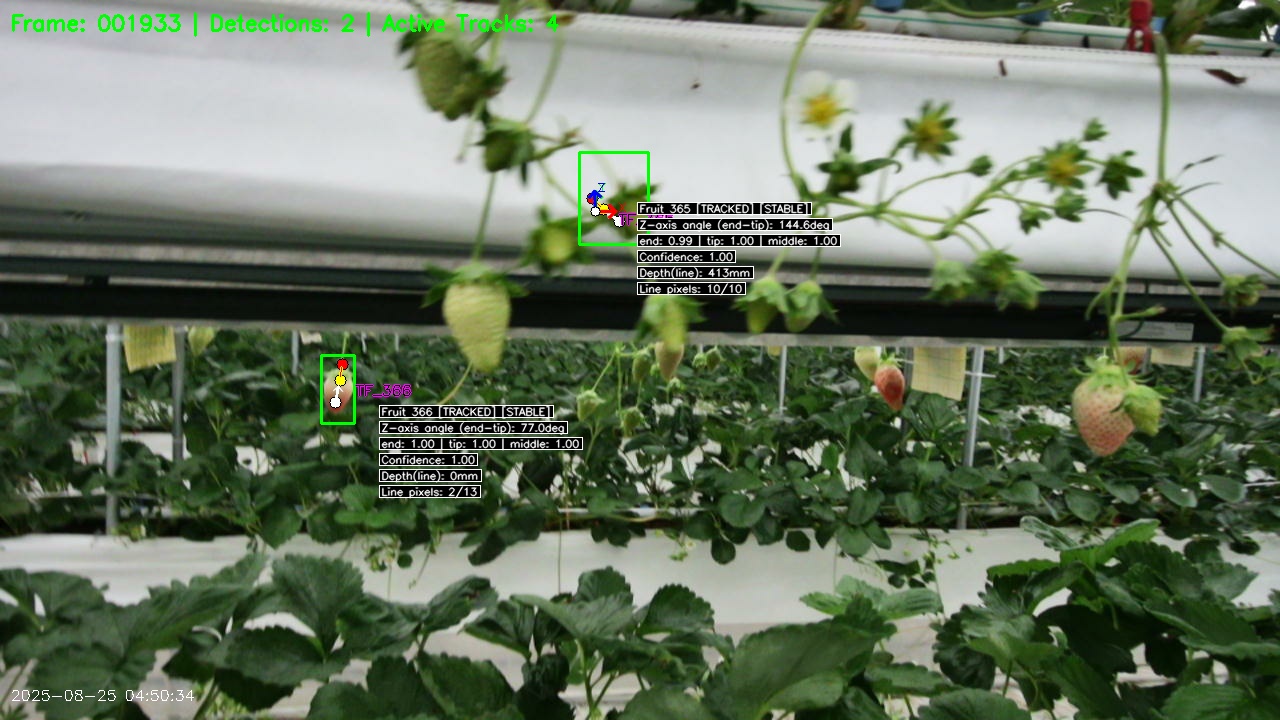 Frame: 001933 | Detections: 2 | Active Tracks: 4
Z
Fruit 365 [TRACKED] [STABLE]
Z-axis angle (end-tip): 144.6deg
end: 0.99 | tip: 1.00 | middle: 1.00
Confidence: 1.00
Depth(line): 413mm
Line pixels: 10/10
TF_366
Fruit 366 [TRACKED] [STABLE]
Z-axis angle (end-tip): 77.0deg
end: 1.00 | tip: 1.00 | middle: 1.00
Confidence: 1.00
Depth(line): 0mm
Line pixels: 2/13
2025-08-25 04:50:34